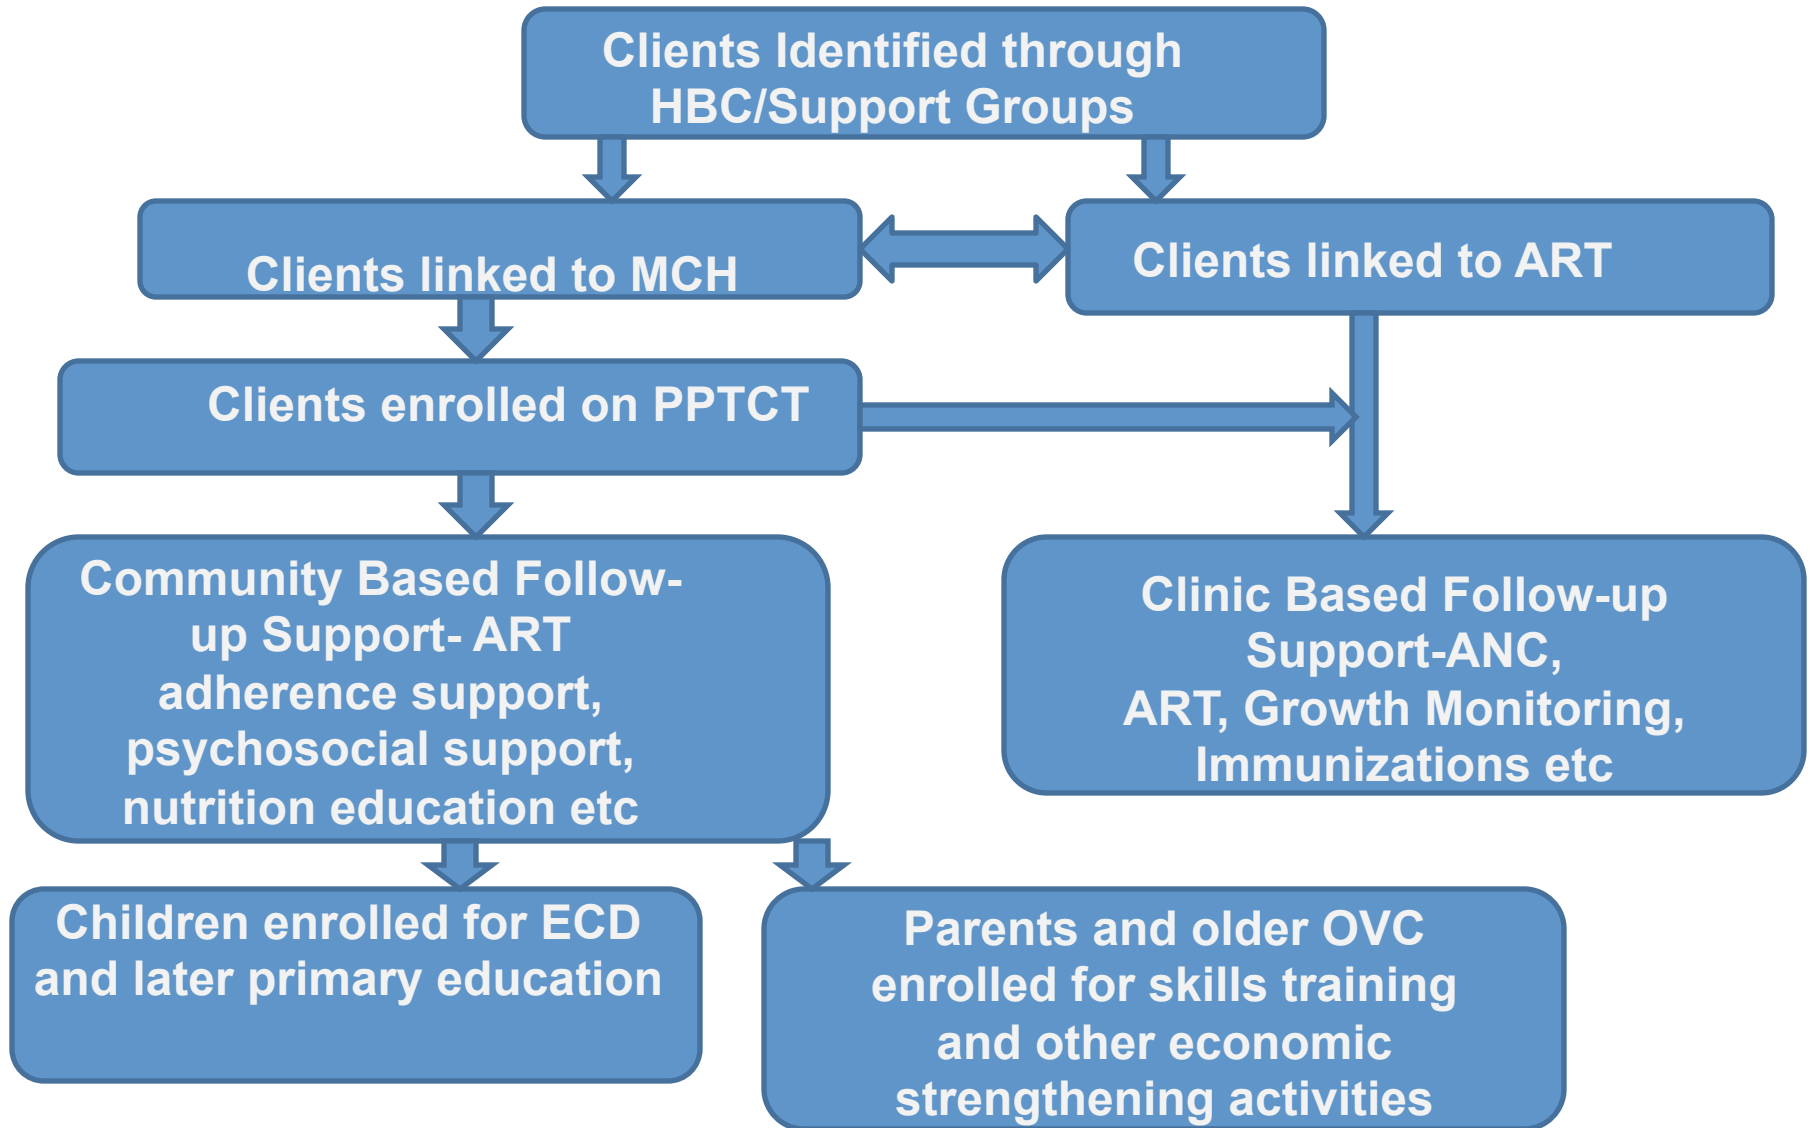 Clients Identified through
HBC/Support Groups
Clients linked to MCH
Clients linked to ART
Clients enrolled on PPTCT
Community Based Follow-
up Support- ART
adherence support,
psychosocial support,
nutrition education etc
Clinic Based Follow-up
Support-ANC,
ART, Growth Monitoring,
Immunizations etc
Children enrolled for ECD
and later primary education
Parents and older OVC
enrolled for skills training
and other economic
strengthening activities